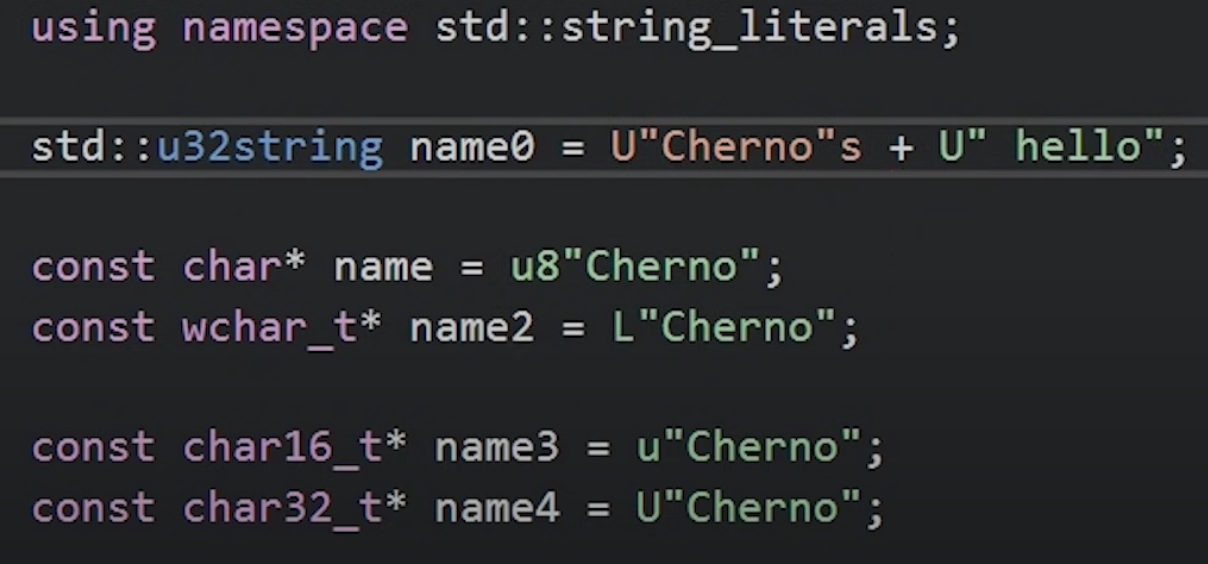 using namespace std::string_literals;
std::u32string name0 = U"Cherno"s + U" hello";
const char* name = u8"Cherno";
const wchar_t* name2 = L"Cherno";
const char16_t* name3 = u"Cherno";
const char32_t* name4 = U"Cherno";